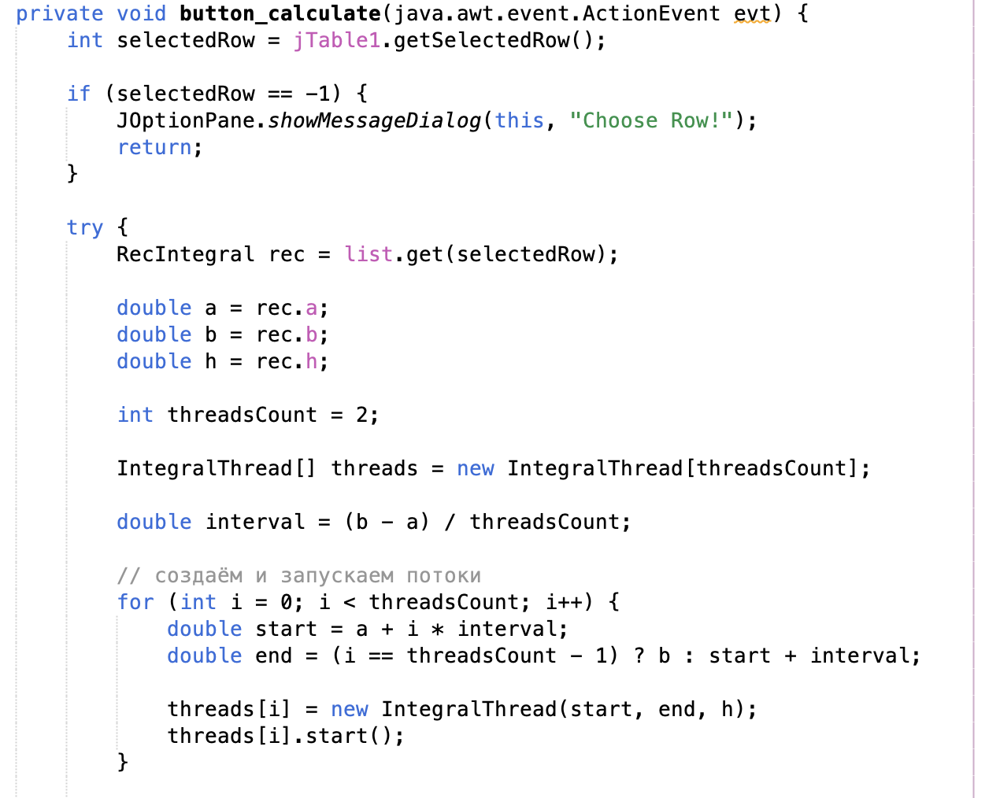 private void button_calculate(java.awt.event.ActionEvent evt) {
    int selectedRow = jTable1.getSelectedRow();

    if (selectedRow == -1) {
        JOptionPane.showMessageDialog(this, "Choose Row!");
        return;
    }

    try {
        RecIntegral rec = list.get(selectedRow);

        double a = rec.a;
        double b = rec.b;
        double h = rec.h;

        int threadsCount = 2;

        IntegralThread[] threads = new IntegralThread[threadsCount];

        double interval = (b - a) / threadsCount;

        // создаём и запускаем потоки
        for (int i = 0; i < threadsCount; i++) {
            double start = a + i * interval;
            double end = (i == threadsCount - 1) ? b : start + interval;

            threads[i] = new IntegralThread(start, end, h);
            threads[i].start();
        }